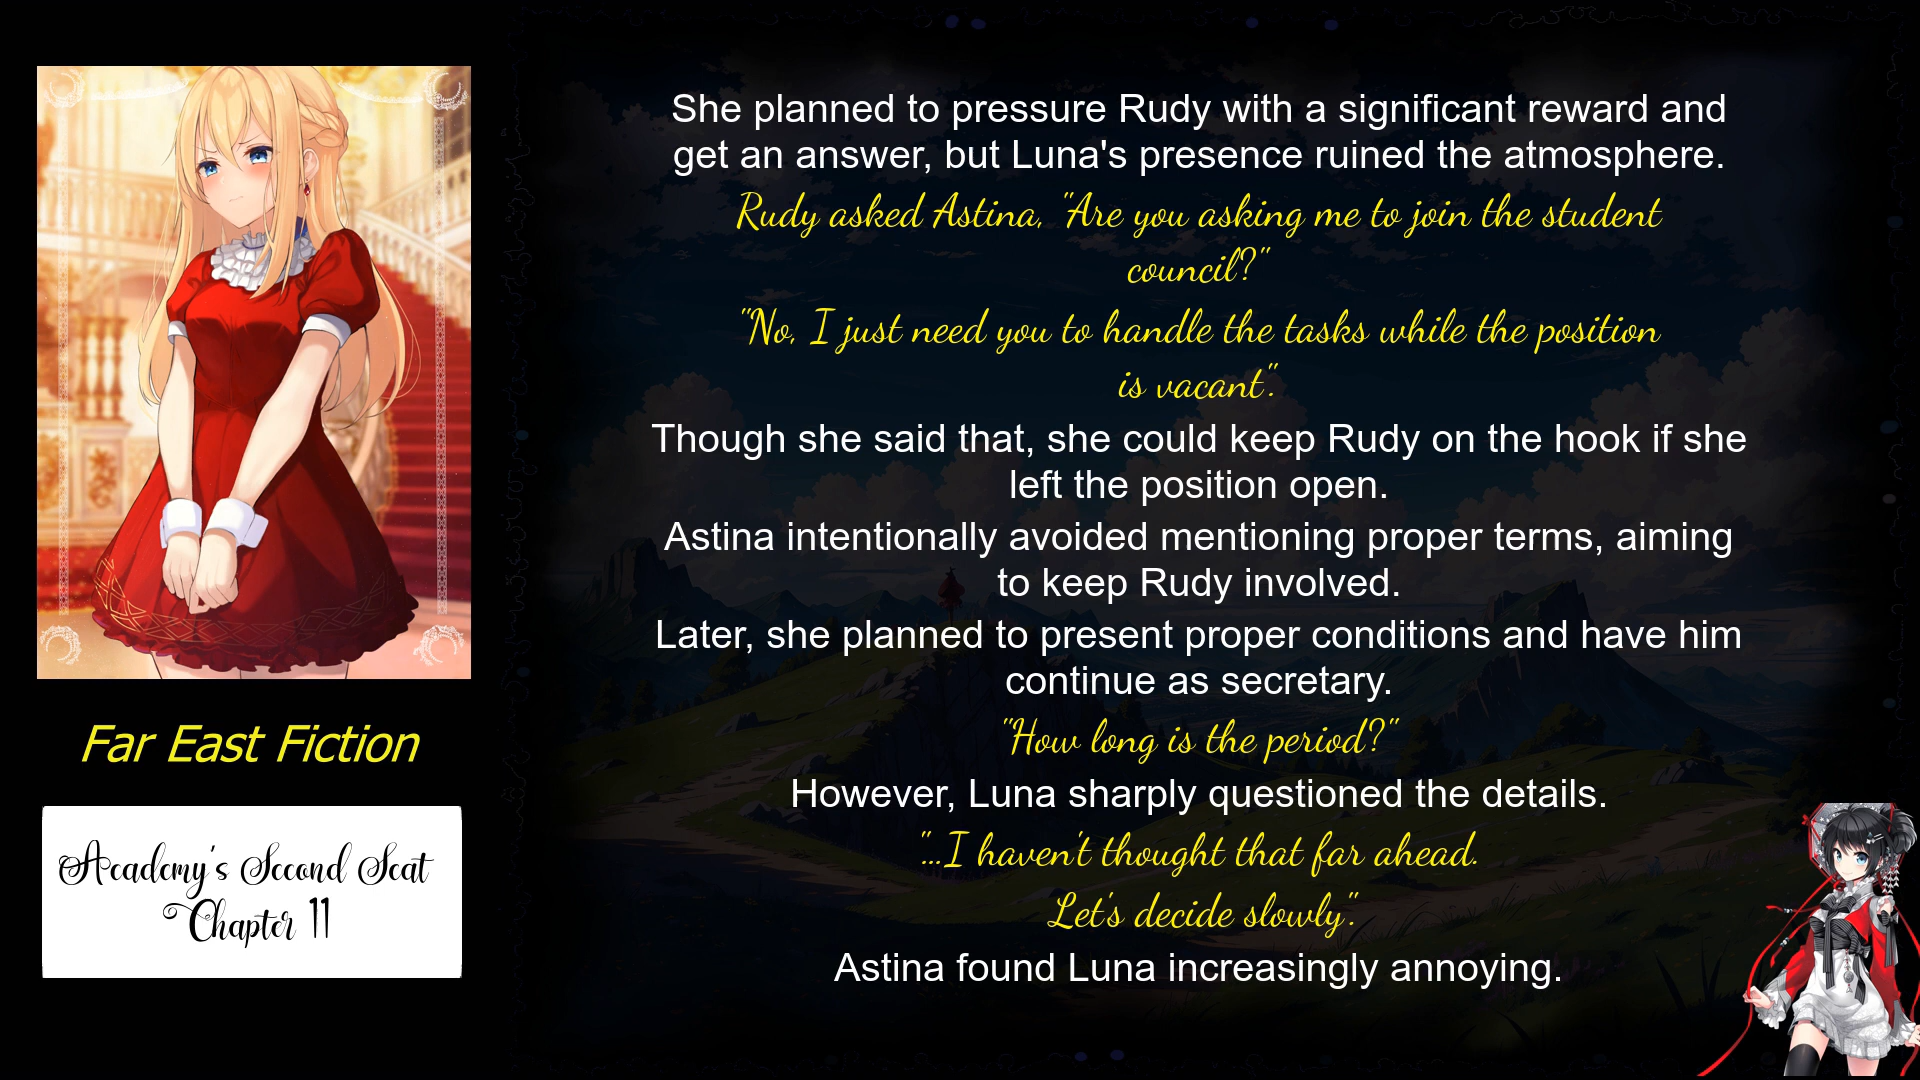 She planned to pressure Rudy with a significant reward and
get an answer, but Luna's presence ruined the atmosphere.
Rudy asked Astina, "Are you asking me to join the student
council?"
"No, I just need you to handle the tasks while the position
is vacant".
Though she said that, she could keep Rudy on the hook if she
left the position open.
Astina intentionally avoided mentioning proper terms, aiming
to keep Rudy involved.
Later, she planned to present proper conditions and have him
continue as secretary.
"How long is the period?"
However, Luna sharply questioned the details.
"...I haven't thought that far ahead.
Let's decide slowly".
Astina found Luna increasingly annoying.
Far East Fiction
Academy's Second Seat
Chapter 11